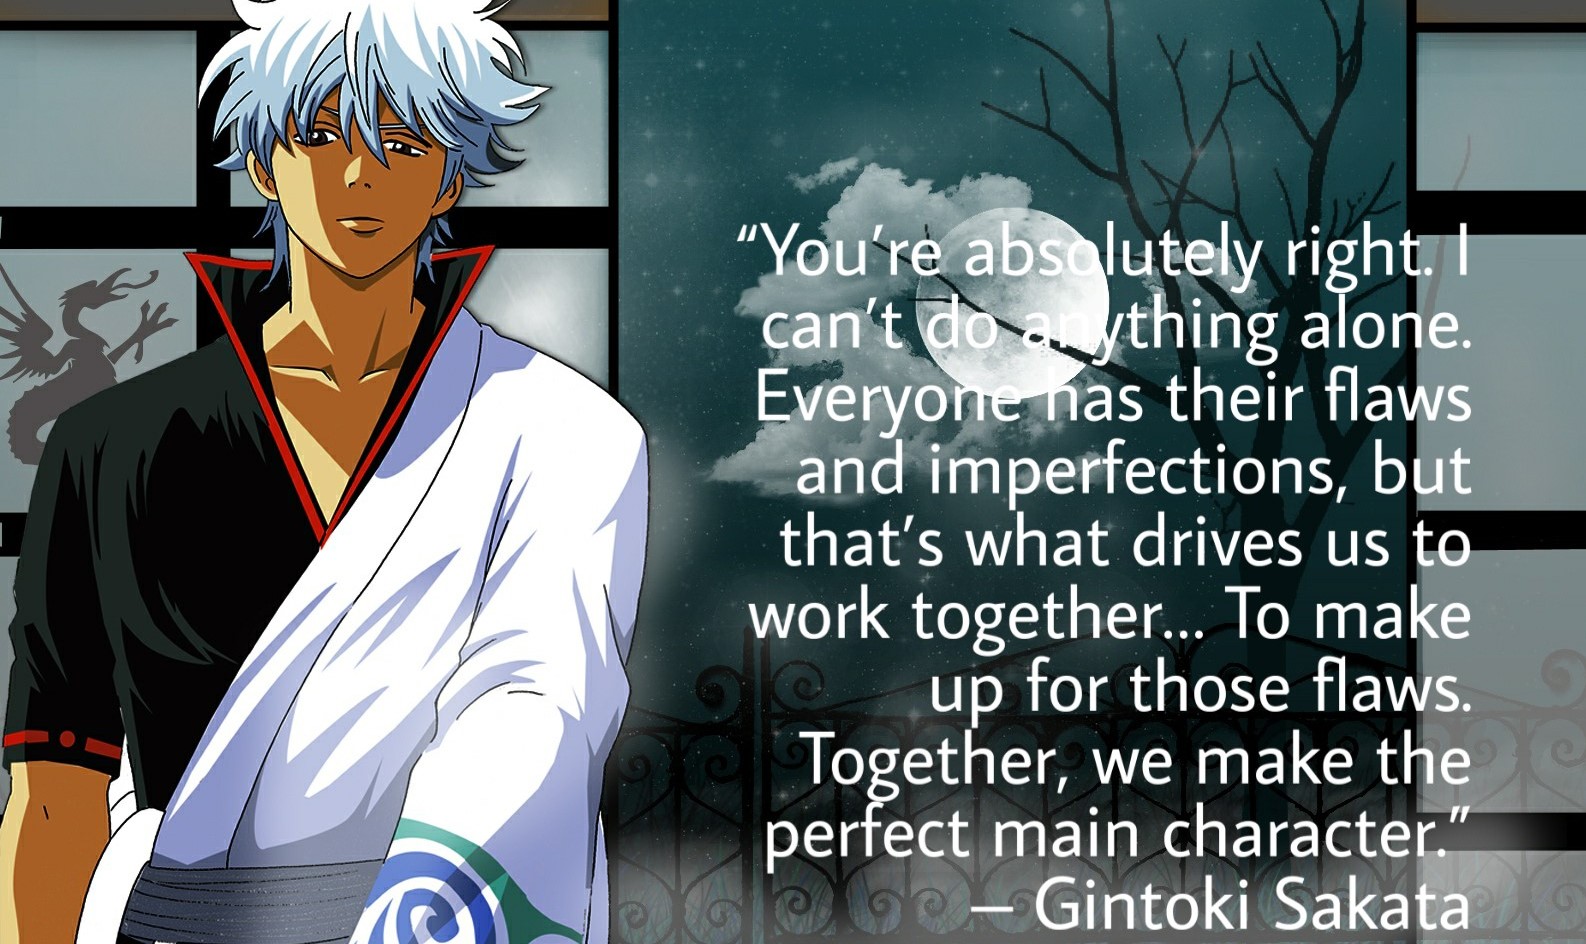 “You’re absolutely right. I
can’t do anything alone.
Everyone has their flaws
and imperfections, but
that’s what drives us to
work together... To make
up for those flaws.
Together, we make the
perfect main character.”
– Gintoki Sakata